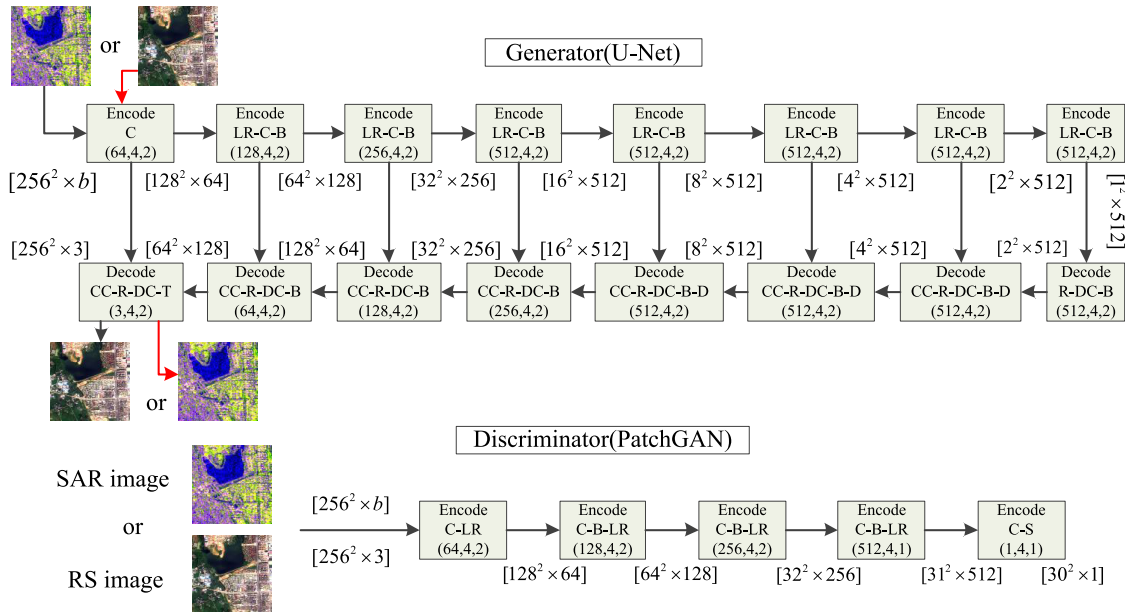 or
Generator(U-Net)
Encode
C
(64,4,2)
Encode
LR-C-B
(128,4,2)
Encode
LR-C-B
(256,4,2)
Encode
LR-C-B
(512,4,2)
Encode
LR-C-B
(512,4,2)
Encode
LR-C-B
(512,4,2)
Encode
LR-C-B
(512,4,2)
Encode
LR-C-B
(512,4,2)
[256² × b]
[128² × 64]
[64² × 128]
[32² × 256]
[16² × 512]
[8² × 512]
[4² × 512]
[2² × 512]
[1² × 512]
[256² × 3]
[64² × 128]
[128² × 64]
[32² × 256]
[16² × 512]
[8² × 512]
[4² × 512]
[2² × 512]
Decode
CC-R-DC-T
(3,4,2)
Decode
CC-R-DC-B
(64,4,2)
Decode
CC-R-DC-B
(128,4,2)
Decode
CC-R-DC-B
(256,4,2)
Decode
CC-R-DC-B-D
(512,4,2)
Decode
CC-R-DC-B-D
(512,4,2)
Decode
CC-R-DC-B-D
(512,4,2)
Decode
R-DC-B
(512,4,2)
or
Discriminator(PatchGAN)
SAR image
or
RS image
[256² × b]
[256² × 3]
Encode
C-LR
(64,4,2)
Encode
C-B-LR
(128,4,2)
Encode
C-B-LR
(256,4,2)
Encode
C-B-LR
(512,4,1)
Encode
C-S
(1,4,1)
[128² × 64]
[64² × 128]
[32² × 256]
[31² × 512]
[30² × 1]